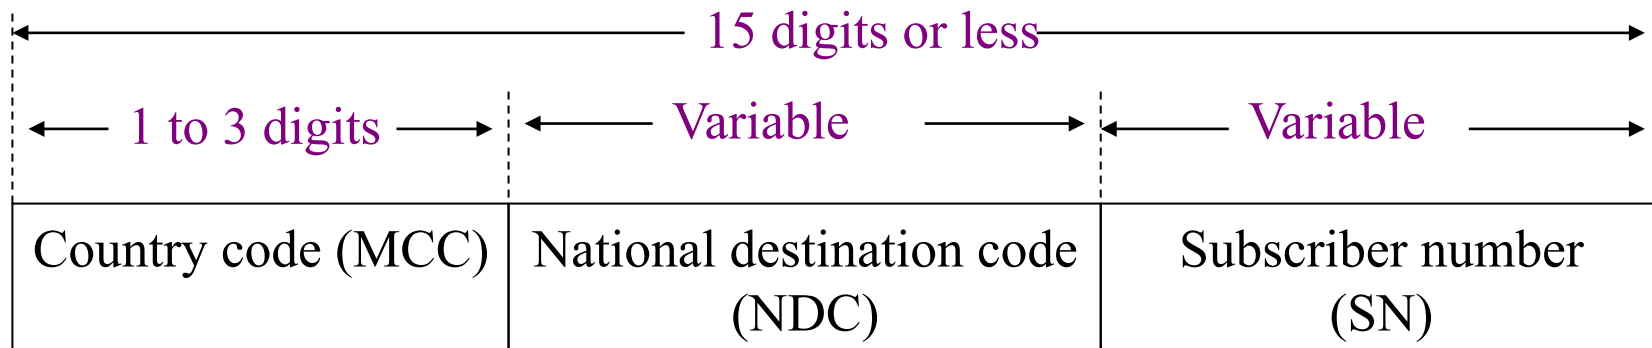 15 digits or less
1 to 3 digits
Variable
Variable
Country code (MCC)
National destination code
(NDC)
Subscriber number
(SN)